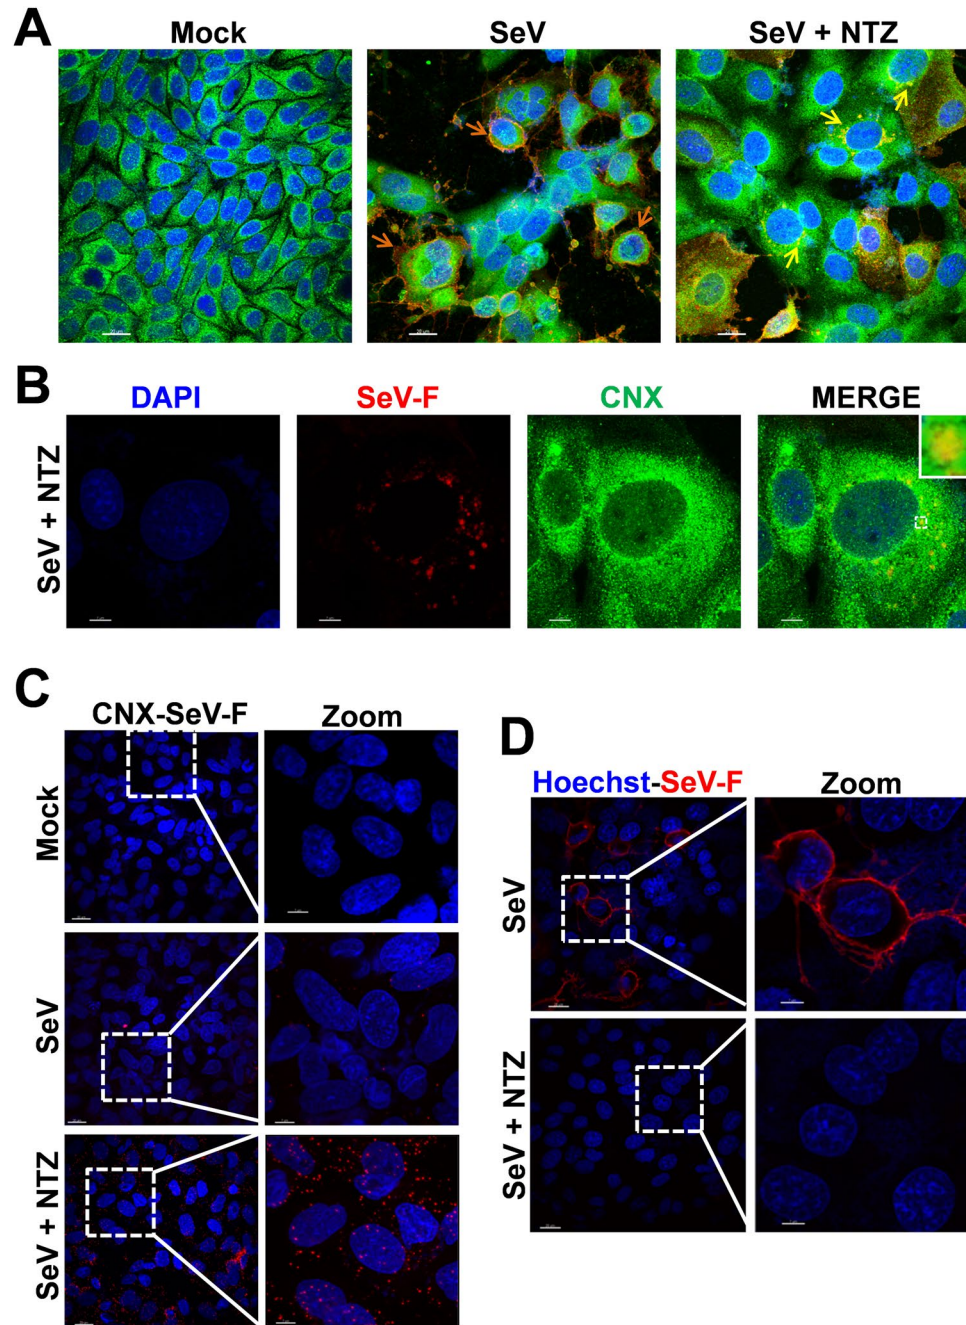 A
Mock
SeV
SeV + NTZ
B
DAPI
SeV-F
CNX
MERGE
SeV + NTZ
C
CNX-SeV-F
Zoom
Mock
SeV
SeV + NTZ
D
Hoechst-SeV-F
Zoom
SeV
SeV + NTZ